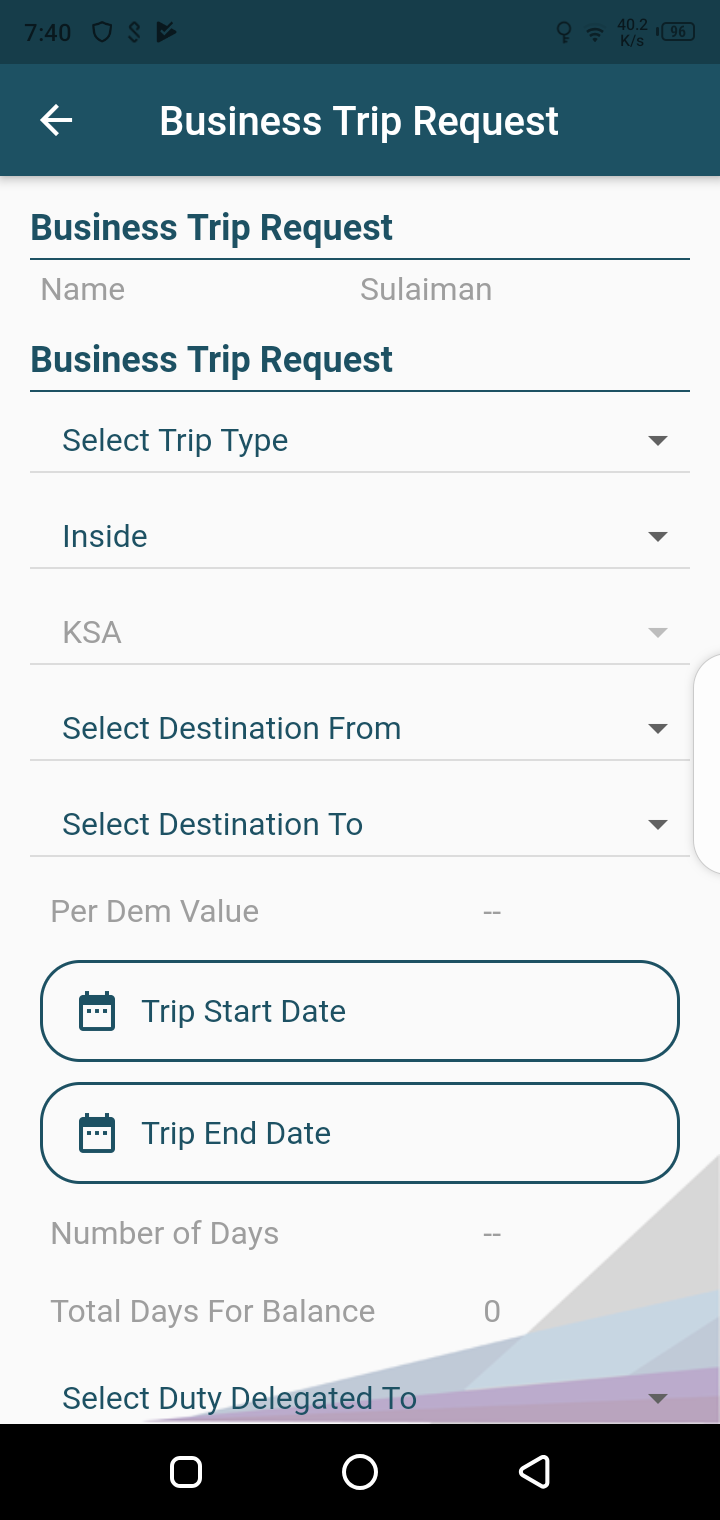 7:40
40.2
K/s
96
Business Trip Request
Business Trip Request
Name Sulaiman
Business Trip Request
Select Trip Type
Inside
KSA
Select Destination From
Select Destination To
Per Dem Value --
Trip Start Date
Trip End Date
Number of Days --
Total Days For Balance 0
Select Duty Delegated To